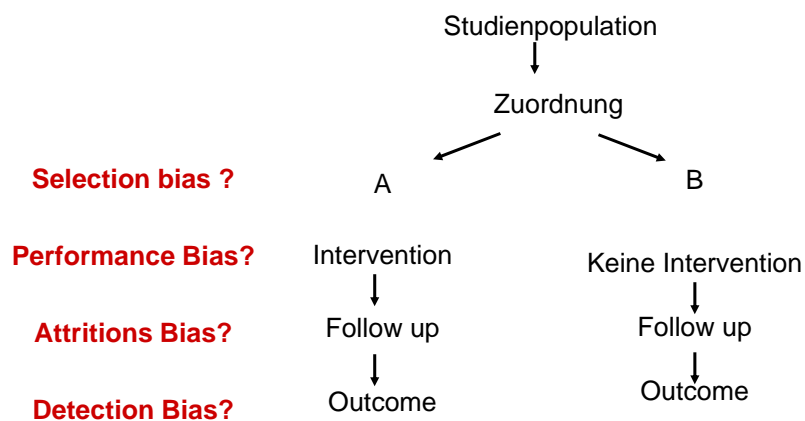 Studienpopulation
Zuordnung
Selection bias ?
A
B
Performance Bias?
Intervention
Keine Intervention
Attritions Bias?
Follow up
Follow up
Detection Bias?
Outcome
Outcome